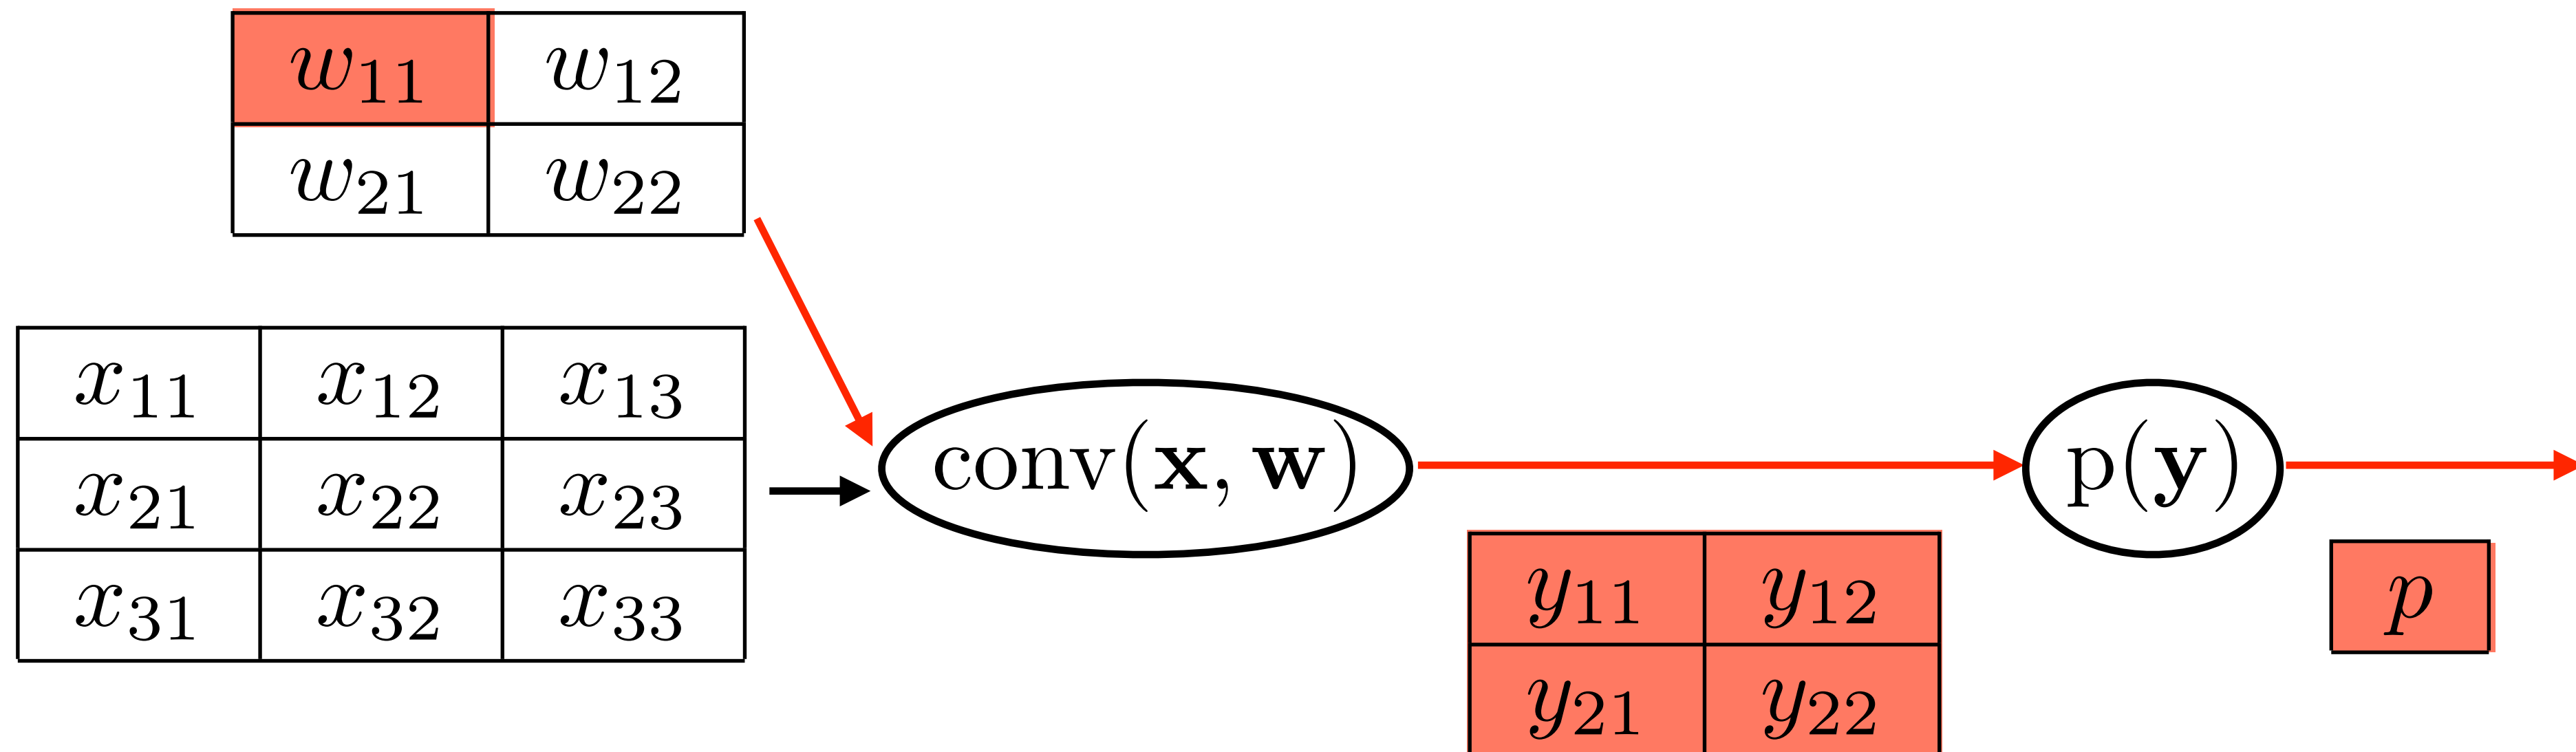 w11 w12
w21 w22
x11 x12 x13
x21 x22 x23
x31 x32 x33
conv(x, w)
p(y)
y11 y12
y21 y22
p